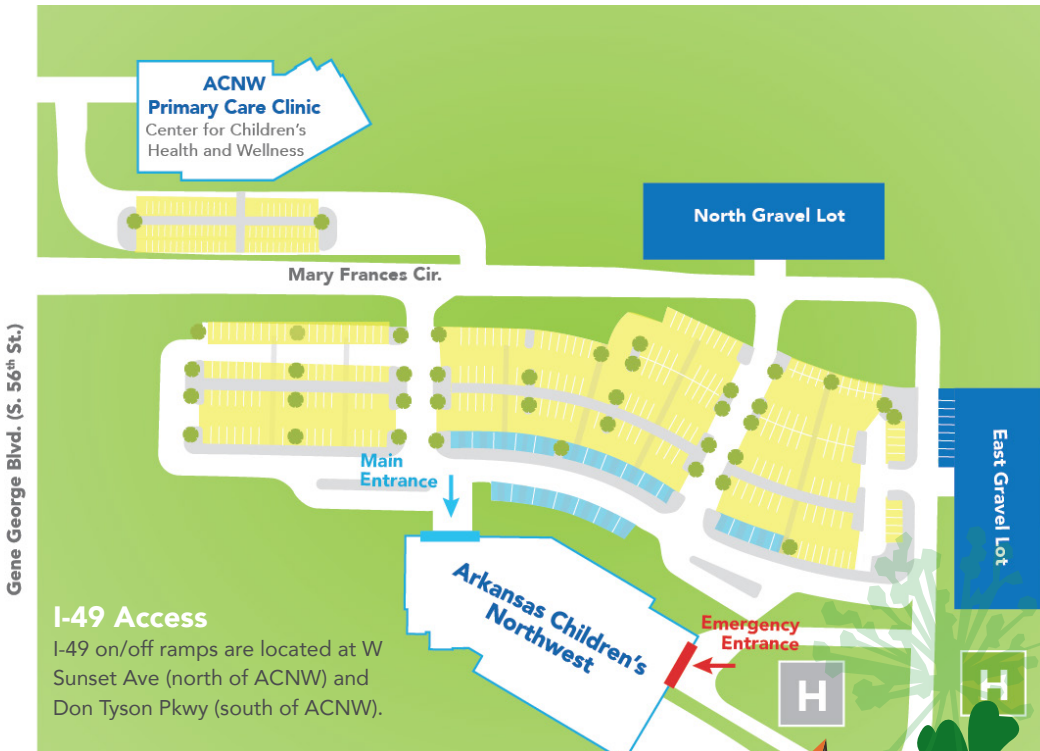 ACNW
Primary Care Clinic
Center for Children's
Health and Wellness
North Gravel Lot
Mary Frances Cir.
Gene George Blvd. (S. 56th St.)
Main
Entrance
East Gravel Lot
Arkansas Children's
Northwest
Emergency
Entrance
H
H
I-49 Access
I-49 on/off ramps are located at W
Sunset Ave (north of ACNW) and
Don Tyson Pkwy (south of ACNW).